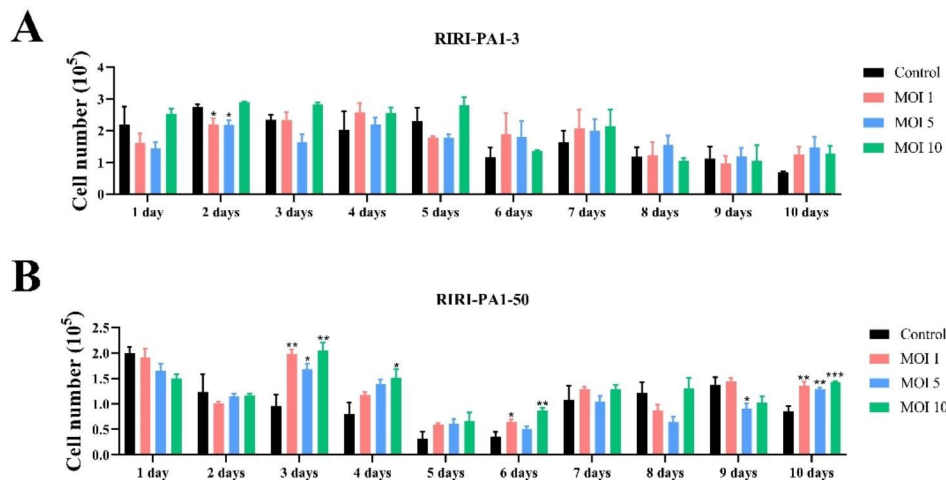 A
RIRI-PA1-3
Cell number (10⁵)
4
3
2
1
0
* *
1 day 2 days 3 days 4 days 5 days 6 days 7 days 8 days 9 days 10 days
Control
MOI 1
MOI 5
MOI 10
B
RIRI-PA1-50
Cell number (10⁵)
2.5
2.0
1.5
1.0
0.5
0.0
** * ** * * ** * ** ** ***
1 day 2 days 3 days 4 days 5 days 6 days 7 days 8 days 9 days 10 days
Control
MOI 1
MOI 5
MOI 10